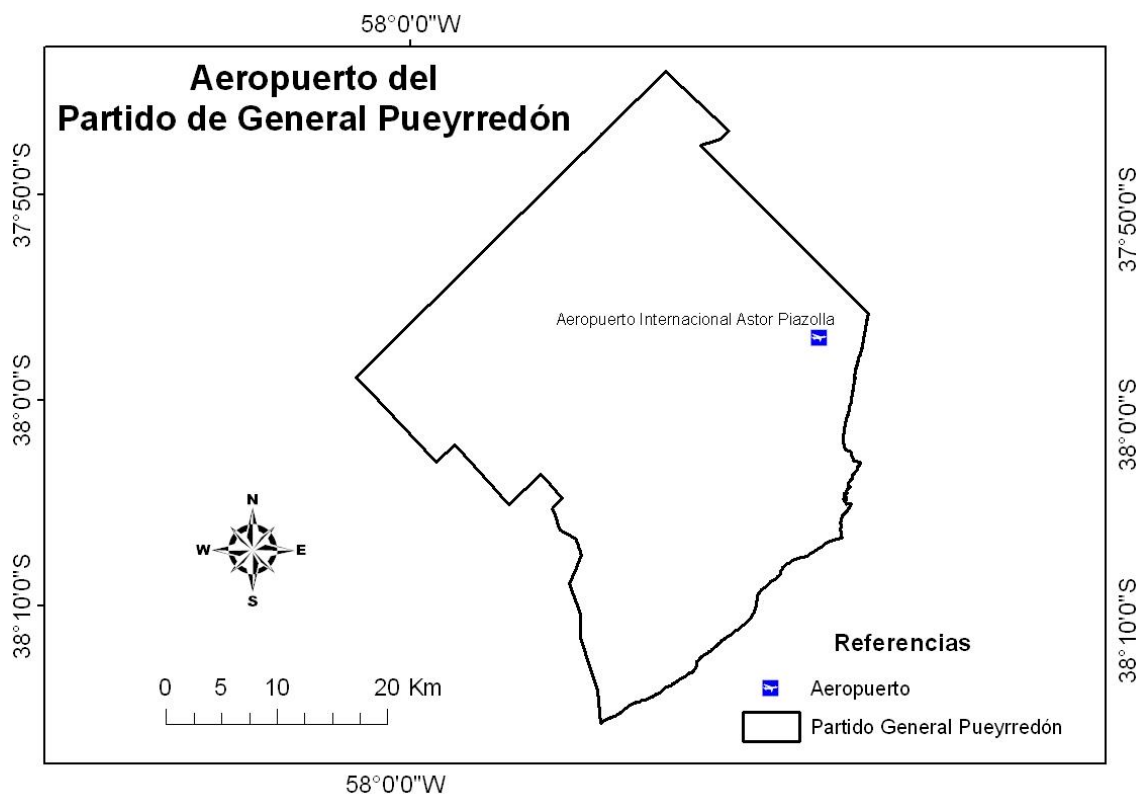 58°0'0"W
Aeropuerto del
Partido de General Pueyrredón
37°50'0"S
37°50'0"S
Aeropuerto Internacional Astor Piazolla
38°0'0"S
38°0'0"S
N
W
E
S
38°10'0"S
38°10'0"S
Referencias
0 5 10 20 Km
Aeropuerto
Partido General Pueyrredón
58°0'0"W